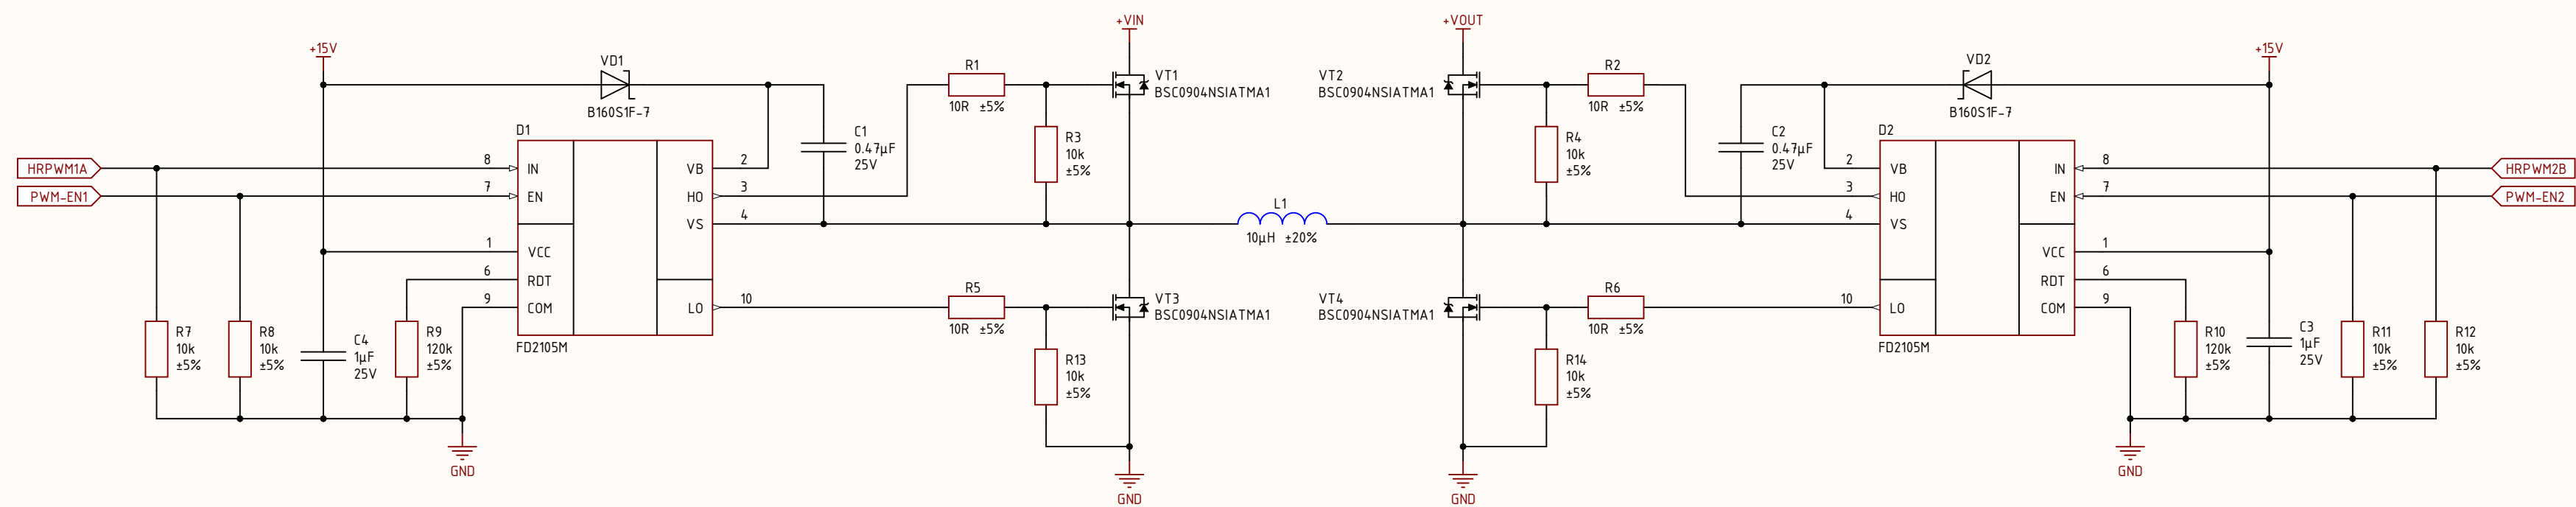 +VIN
+VOUT
+15V
+15V
VD1
B160S1F-7
R1
10R ±5%
VT1
BSC0904NSIATMA1
VT2
BSC0904NSIATMA1
R2
10R ±5%
VD2
B160S1F-7
D1
C1
0.47µF
25V
R3
10k
±5%
R4
10k
±5%
C2
0.47µF
25V
D2
HRPWM1A
8
IN
VB
2
PWM-EN1
7
EN
HO
3
VS
4
1
VCC
6
RDT
9
COM
LO
10
FD2105M
L1
10µH ±20%
2
VB
IN
8
HRPWM2B
3
HO
EN
7
PWM-EN2
4
VS
VCC
1
RDT
6
COM
9
10
LO
FD2105M
R5
10R ±5%
VT3
BSC0904NSIATMA1
VT4
BSC0904NSIATMA1
R6
10R ±5%
R7
10k
±5%
R8
10k
±5%
C4
1µF
25V
R9
120k
±5%
R13
10k
±5%
R14
10k
±5%
R10
120k
±5%
C3
1µF
25V
R11
10k
±5%
R12
10k
±5%
GND
GND
GND
GND